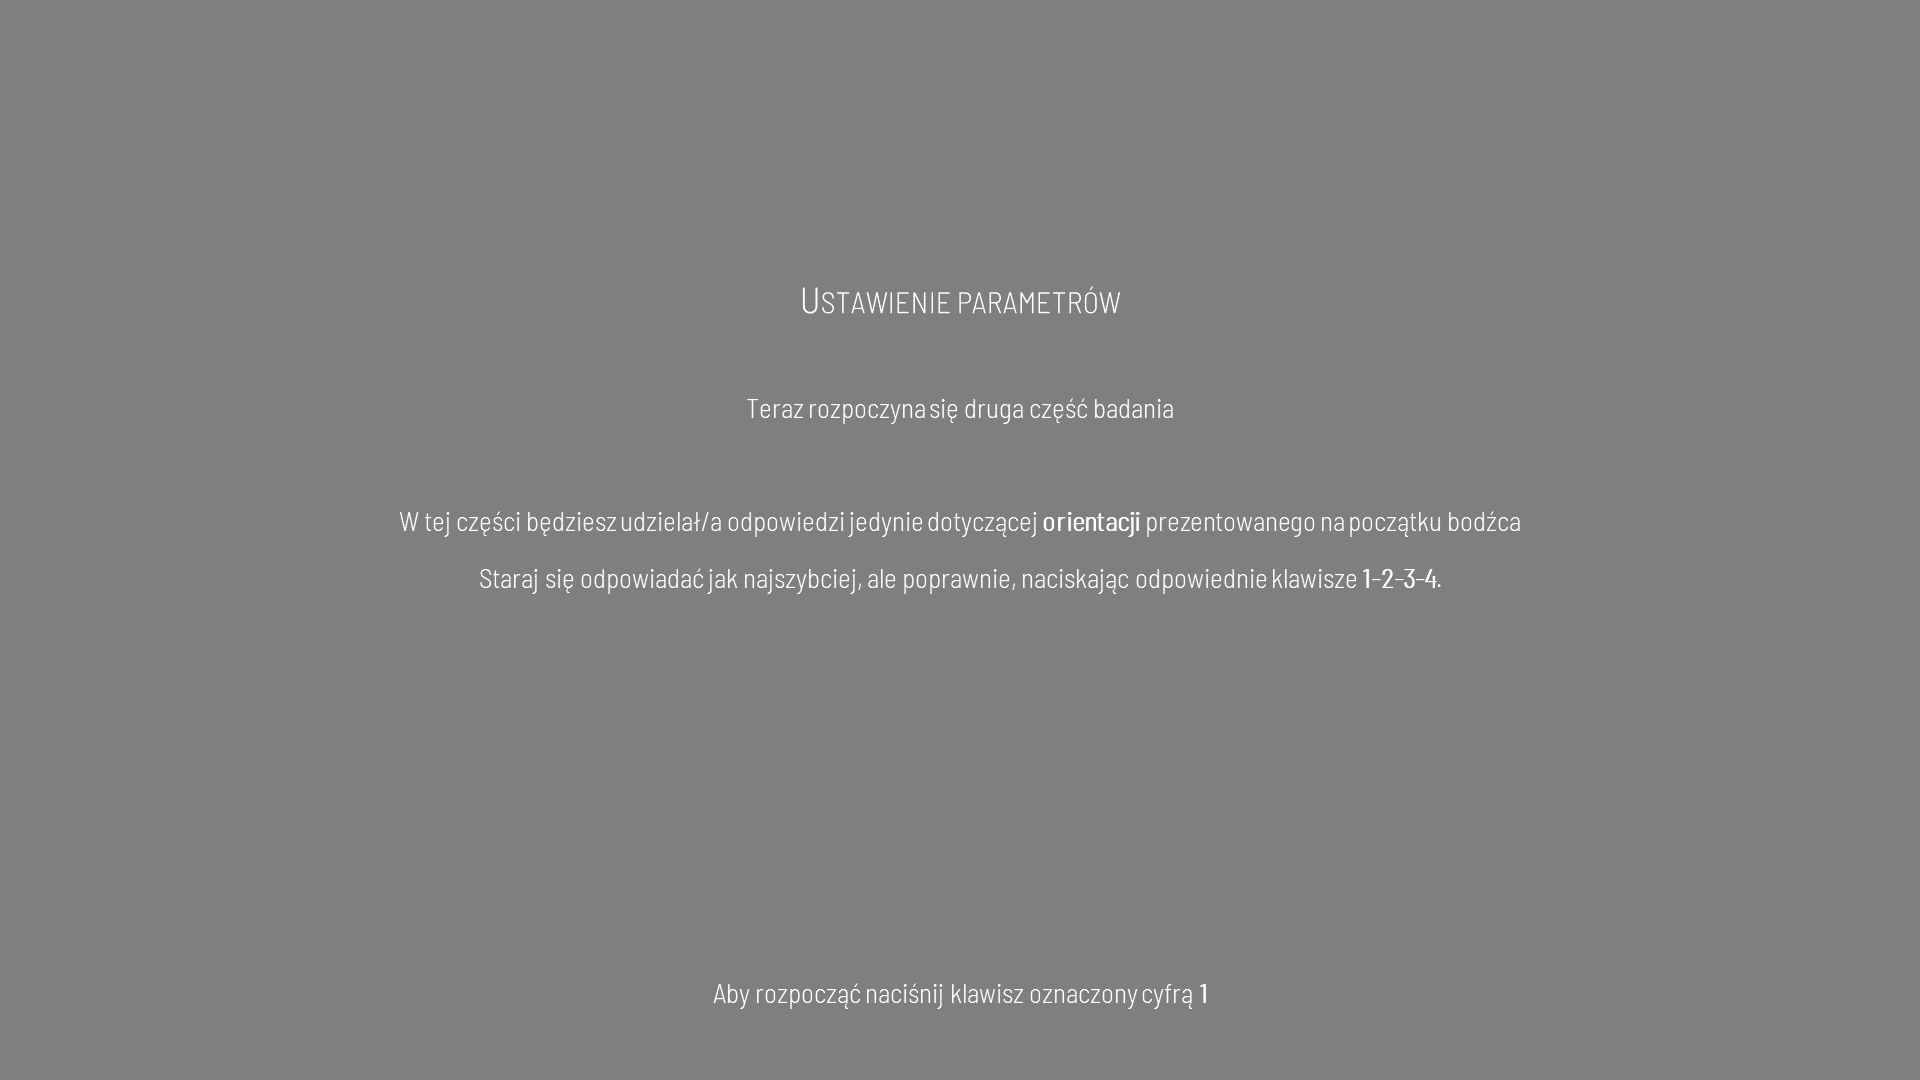 Ustawienie parametrów
Teraz rozpoczyna się druga część badania
W tej części będziesz udzielał/a odpowiedzi jedynie dotyczącej orientacji prezentowanego na początku bodźca
Staraj się odpowiadać jak najszybciej, ale poprawnie, naciskając odpowiednie klawisze 1-2-3-4.
Aby rozpocząć naciśnij klawisz oznaczony cyfrą 1